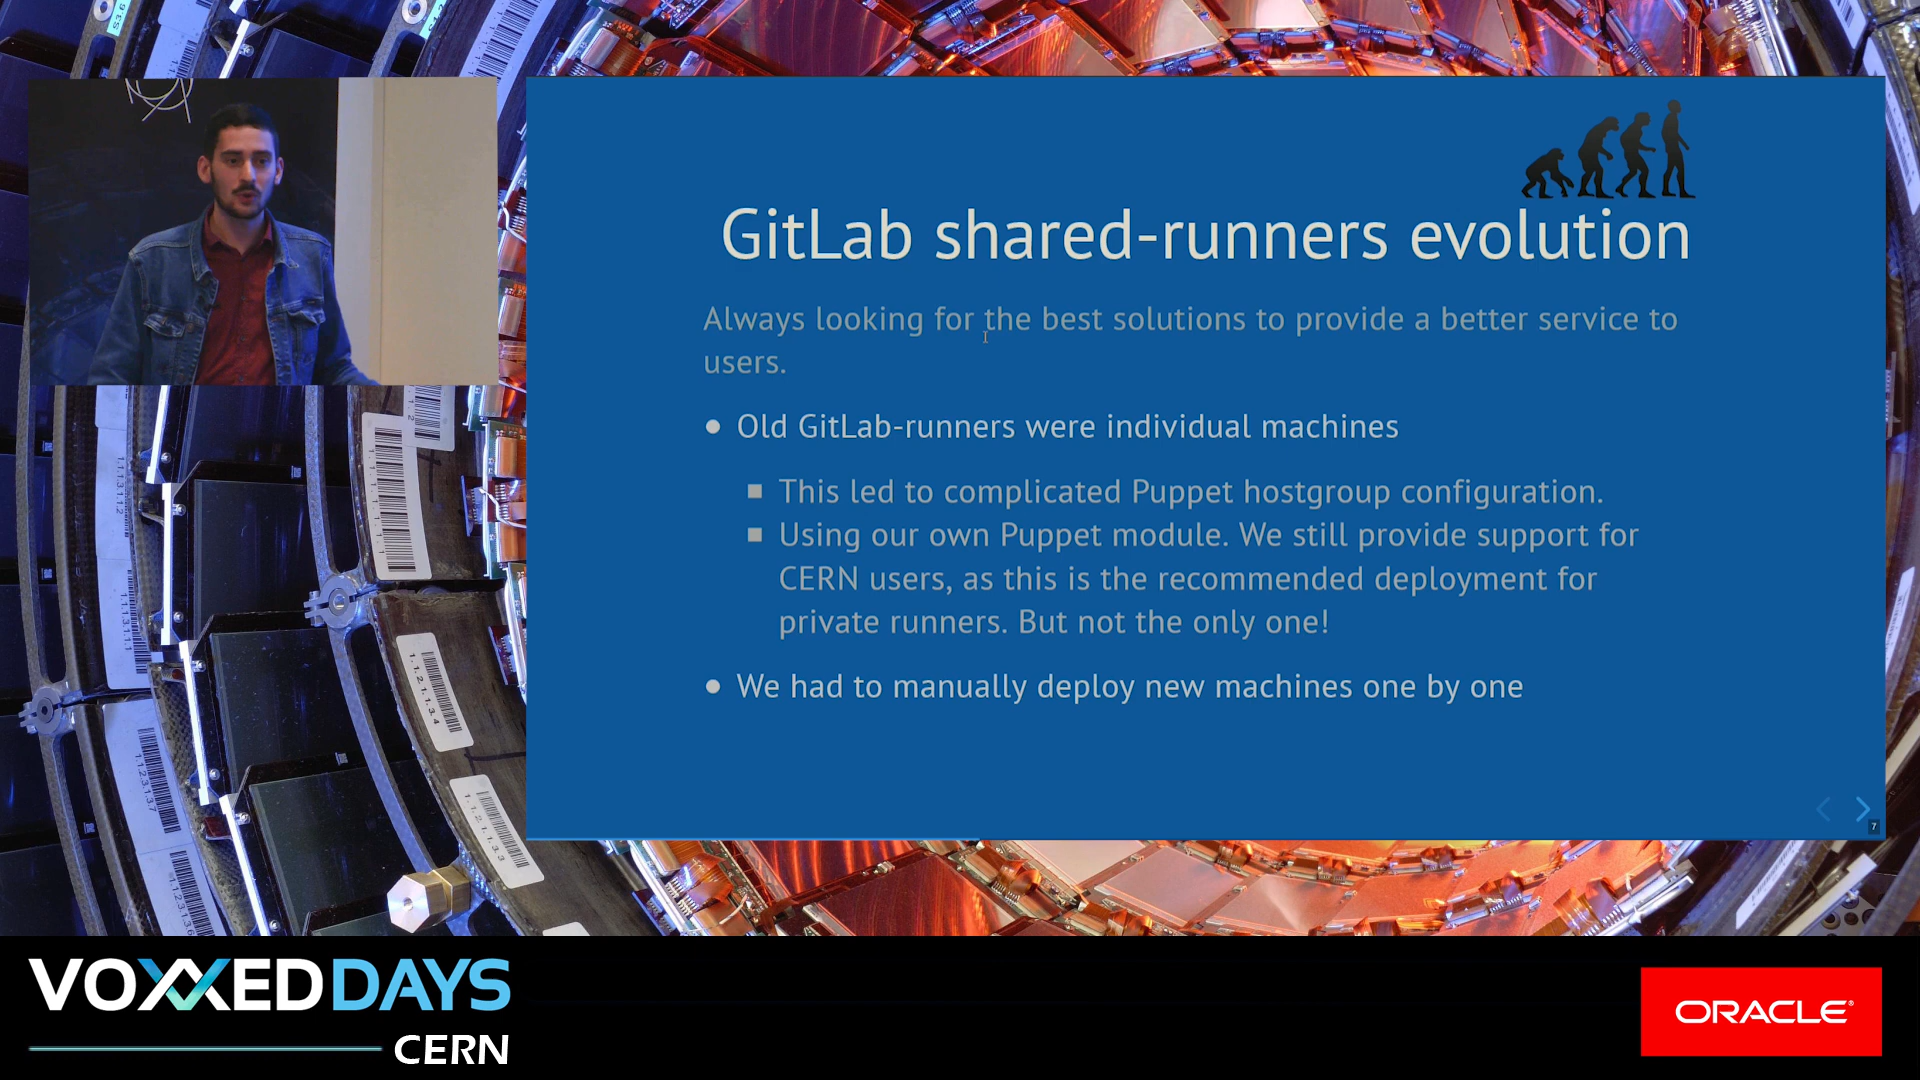 GitLab shared-runners evolution
Always looking for the best solutions to provide a better service to
users.
Old GitLab-runners were individual machines
This led to complicated Puppet hostgroup configuration.
Using our own Puppet module. We still provide support for
CERN users, as this is the recommended deployment for
private runners. But not the only one!
We had to manually deploy new machines one by one
7
VOXXEDDAYS
CERN
ORACLE®